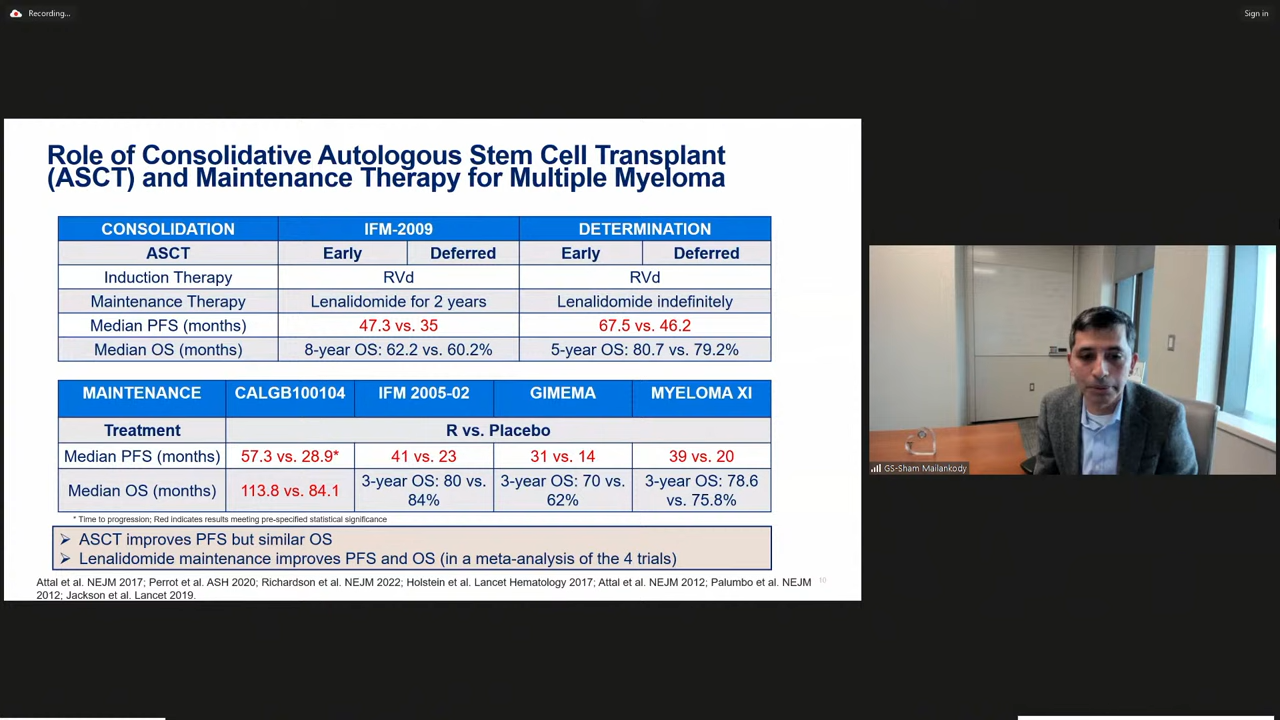 Recording...
Sign in
Role of Consolidative Autologous Stem Cell Transplant
(ASCT) and Maintenance Therapy for Multiple Myeloma
CONSOLIDATION IFM-2009 DETERMINATION
ASCT Early Deferred Early Deferred
Induction Therapy RVd RVd
Maintenance Therapy Lenalidomide for 2 years Lenalidomide indefinitely
Median PFS (months) 47.3 vs. 35 67.5 vs. 46.2
Median OS (months) 8-year OS: 62.2 vs. 60.2% 5-year OS: 80.7 vs. 79.2%
MAINTENANCE CALGB100104 IFM 2005-02 GIMEMA MYELOMA XI
Treatment R vs. Placebo
Median PFS (months) 57.3 vs. 28.9* 41 vs. 23 31 vs. 14 39 vs. 20
Median OS (months) 113.8 vs. 84.1 3-year OS: 80 vs. 3-year OS: 70 vs. 3-year OS: 78.6
84% 62% vs. 75.8%
* Time to progression; Red indicates results meeting pre-specified statistical significance
➢ ASCT improves PFS but similar OS
➢ Lenalidomide maintenance improves PFS and OS (in a meta-analysis of the 4 trials)
Attal et al. NEJM 2017; Perrot et al. ASH 2020; Richardson et al. NEJM 2022; Holstein et al. Lancet Hematology 2017; Attal et al. NEJM 2012; Palumbo et al. NEJM
2012; Jackson et al. Lancet 2019.
10
GS-Sham Mailankody